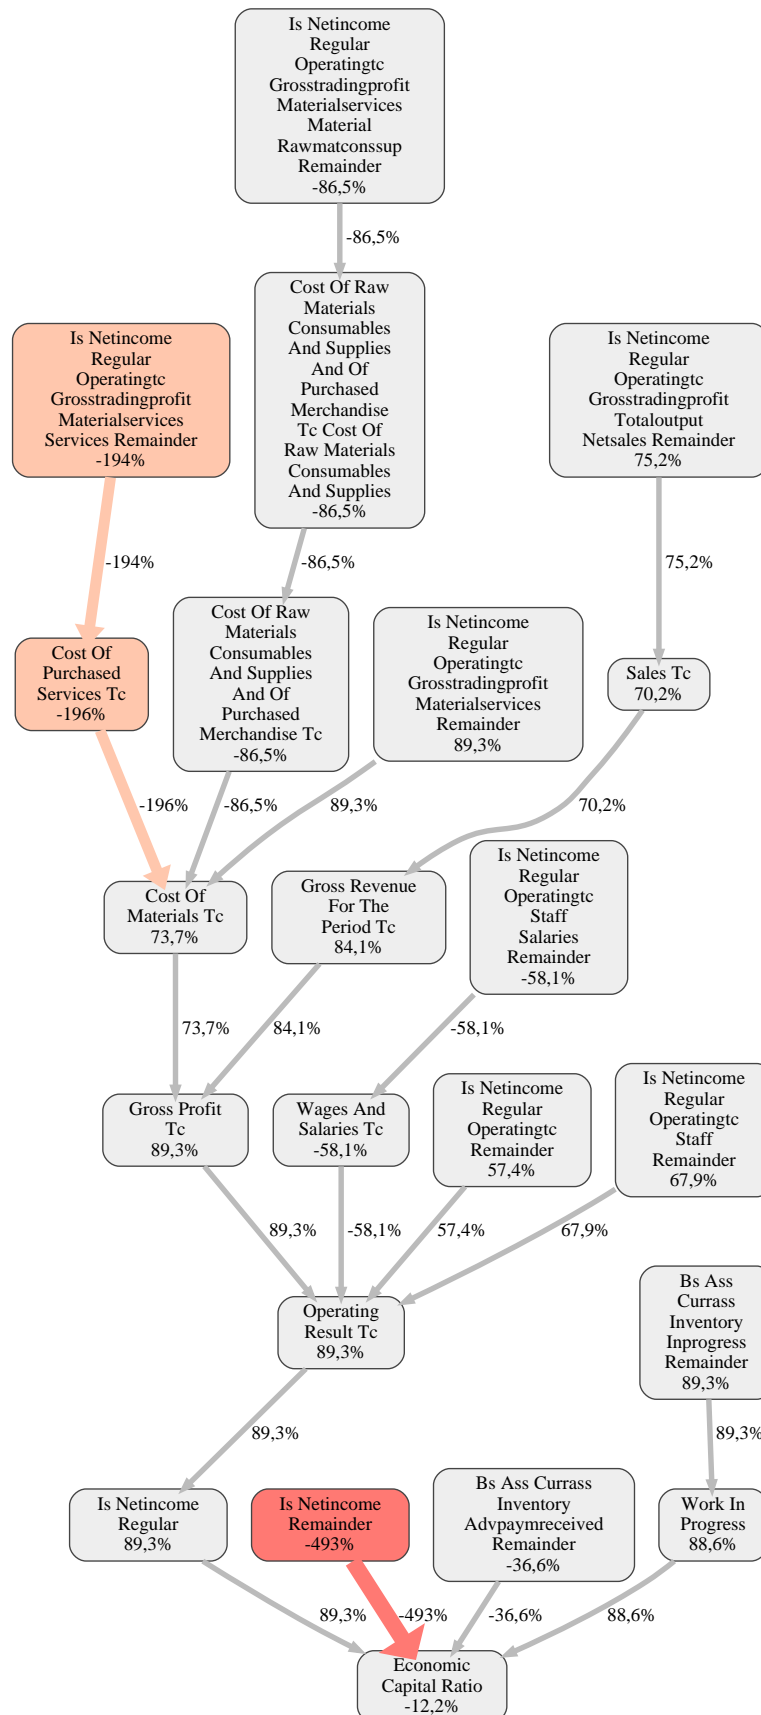 Is Netincome
Regular
Operatingtc
Grosstradingprofit
Materialservices
Material
Rawmatconssup
Remainder
-86,5%
-86,5%
Cost Of Raw
Materials
Consumables
And Supplies
And Of
Purchased
Merchandise
Tc Cost Of
Raw Materials
Consumables
And Supplies
-86,5%
Is Netincome
Regular
Operatingtc
Grosstradingprofit
Materialservices
Services Remainder
-194%
Is Netincome
Regular
Operatingtc
Grosstradingprofit
Totaloutput
Netsales Remainder
75,2%
-194%
-86,5%
75,2%
Cost Of
Purchased
Services Tc
-196%
Cost Of Raw
Materials
Consumables
And Supplies
And Of
Purchased
Merchandise Tc
-86,5%
Is Netincome
Regular
Operatingtc
Grosstradingprofit
Materialservices
Remainder
89,3%
Sales Tc
70,2%
-196%
-86,5%
89,3%
70,2%
Cost Of
Materials Tc
73,7%
Gross Revenue
For The
Period Tc
84,1%
Is Netincome
Regular
Operatingtc
Staff
Salaries
Remainder
-58,1%
73,7%
84,1%
-58,1%
Gross Profit
Tc
89,3%
Wages And
Salaries Tc
-58,1%
Is Netincome
Regular
Operatingtc
Remainder
57,4%
Is Netincome
Regular
Operatingtc
Staff
Remainder
67,9%
89,3%
-58,1%
57,4%
67,9%
Operating
Result Tc
89,3%
Bs Ass
Currass
Inventory
Inprogress
Remainder
89,3%
89,3%
89,3%
Is Netincome
Regular
89,3%
Is Netincome
Remainder
-493%
Bs Ass Currass
Inventory
Advpaymreceived
Remainder
-36,6%
Work In
Progress
88,6%
89,3%
-493%
-36,6%
88,6%
Economic
Capital Ratio
-12,2%